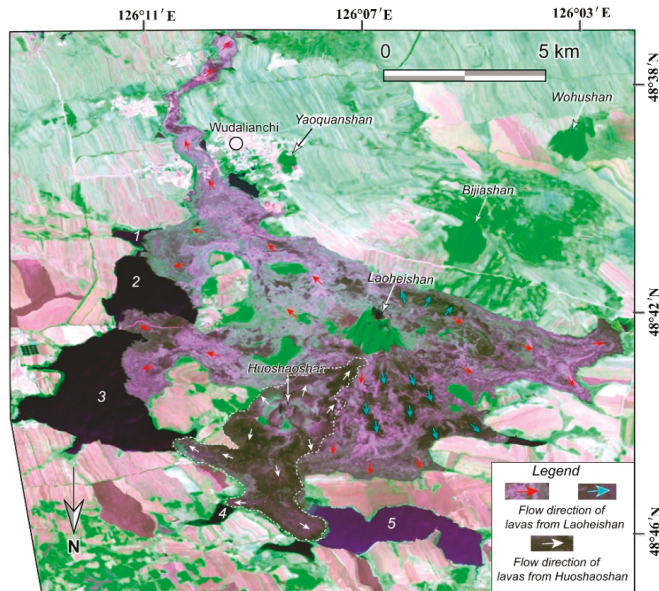 126°11′E
126°07′E
126°03′E
0
5 km
48°38′N
Wohushan
Wudalianchi
Yaoquanshan
Bijiashan
1
2
Laoheishan
48°42′N
Huoshaoshan
3
4
5
N
48°46′N
Legend
Flow direction of
lavas from Laoheishan
Flow direction of
lavas from Huoshaoshan